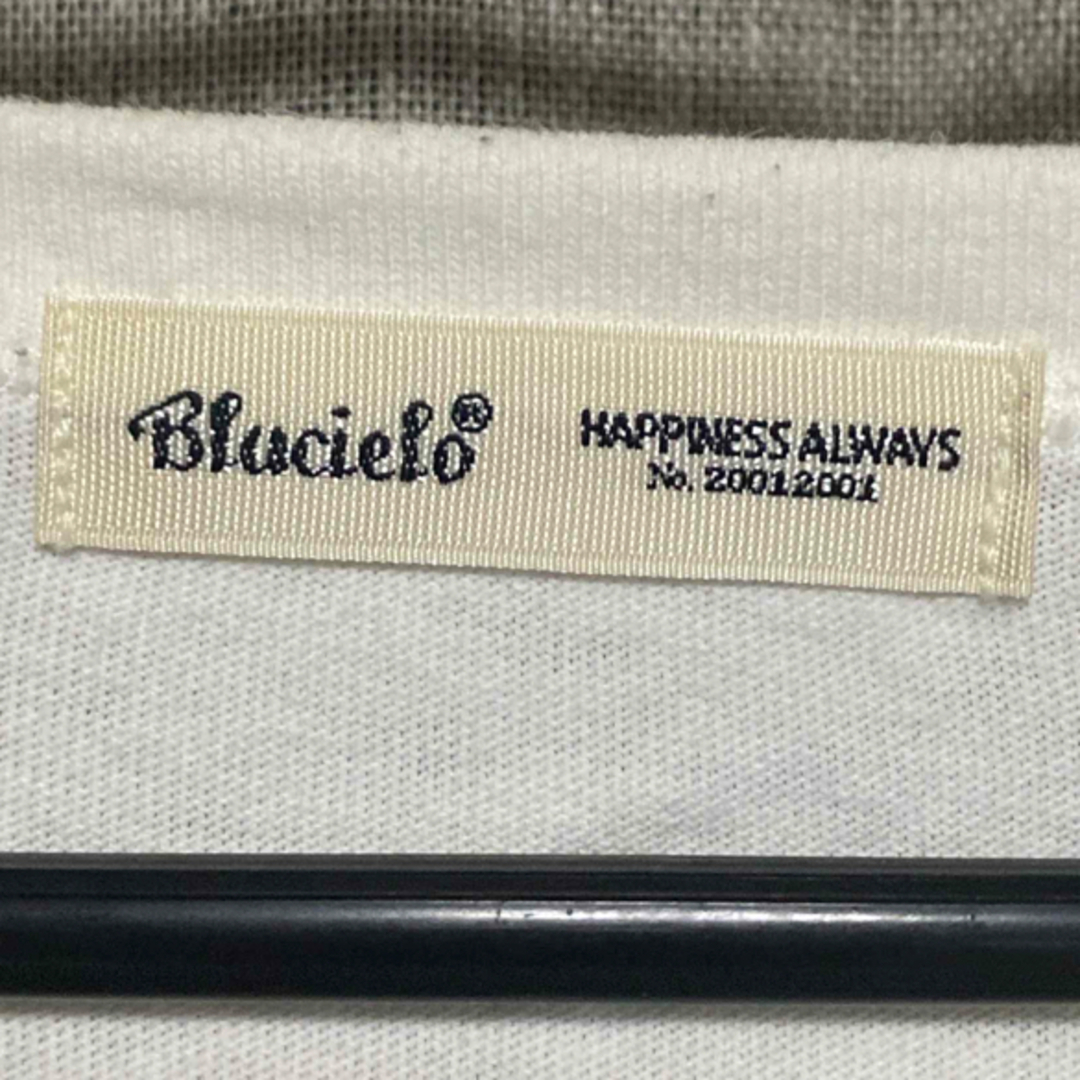 Blucielo®
HAPPINESS ALWAYS
No. 20012001